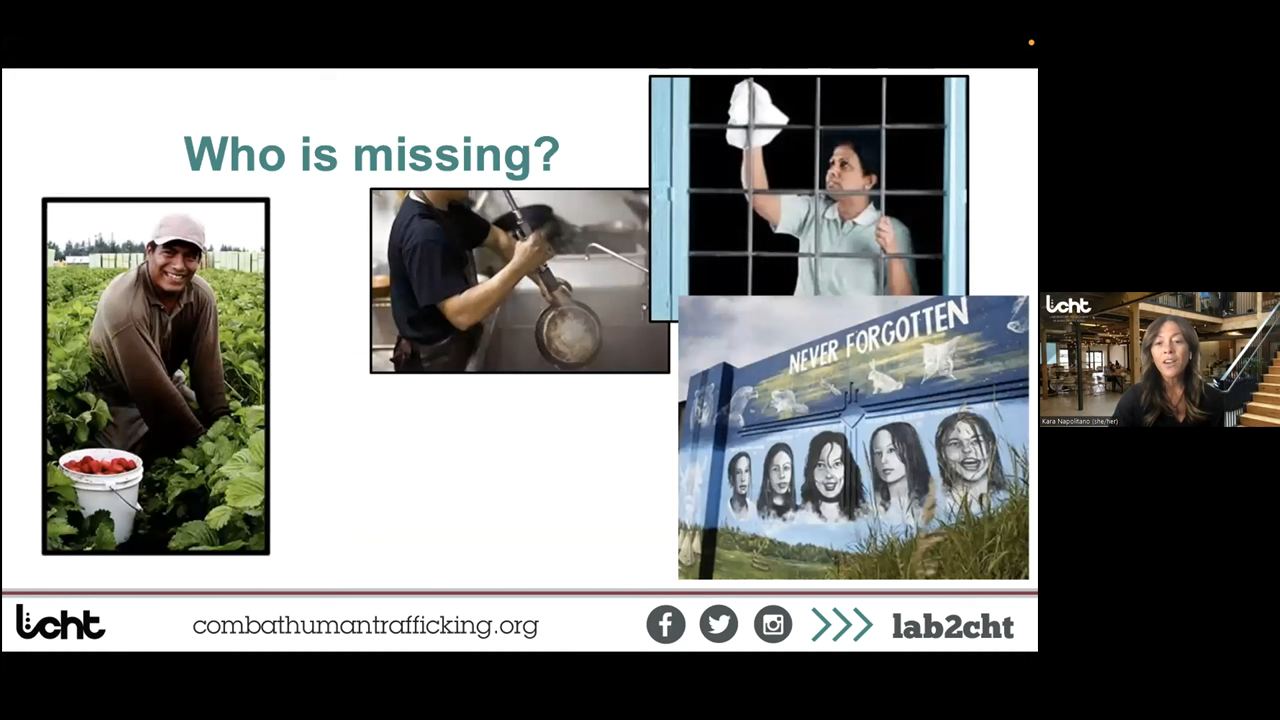 Who is missing?
NEVER FORGOTTEN
lcht
Kara Napolitano (she/her)
lcht
combathumantrafficking.org
lab2cht